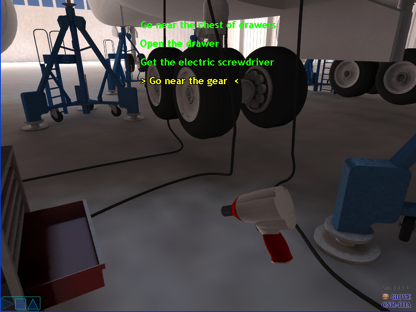 Go near the chest of drawers
Open the drawer
Get the electric screwdriver
> Go near the gear <